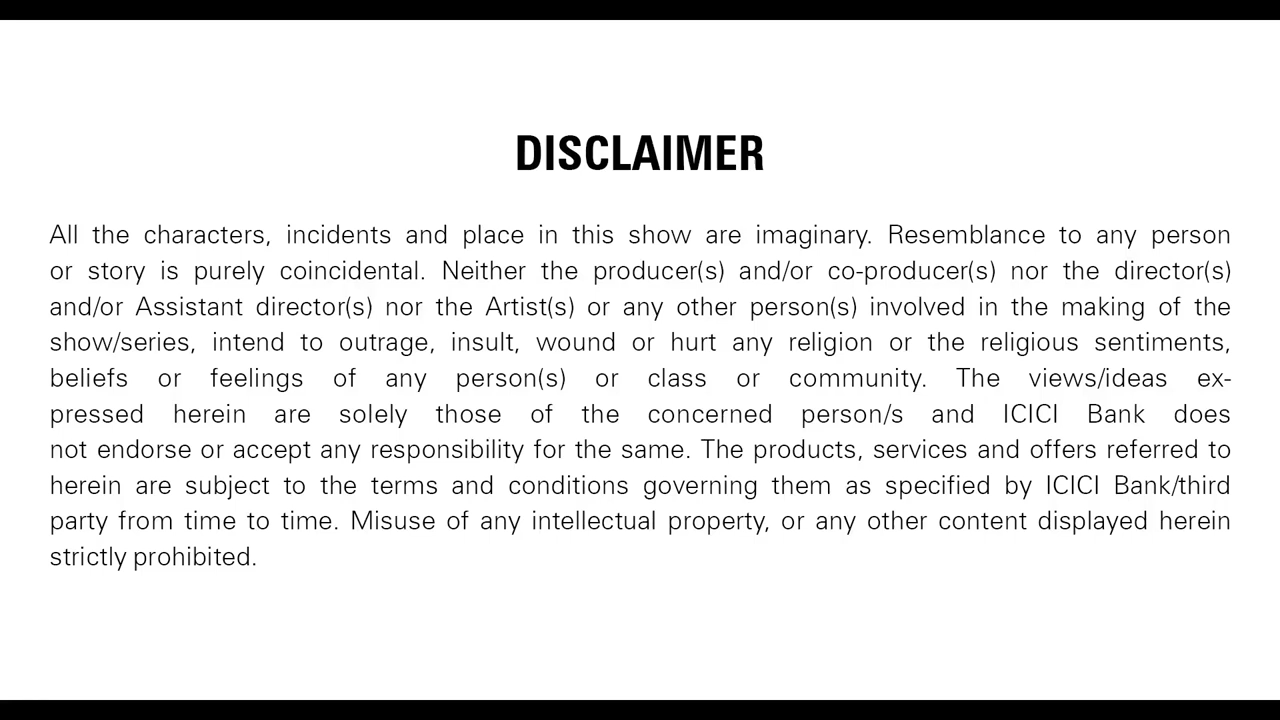 DISCLAIMER
All the characters, incidents and place in this show are imaginary. Resemblance to any person
or story is purely coincidental. Neither the producer(s) and/or co-producer(s) nor the director(s)
and/or Assistant director(s) nor the Artist(s) or any other person(s) involved in the making of the
show/series, intend to outrage, insult, wound or hurt any religion or the religious sentiments,
beliefs or feelings of any person(s) or class or community. The views/ideas ex-
pressed herein are solely those of the concerned person/s and ICICI Bank does
not endorse or accept any responsibility for the same. The products, services and offers referred to
herein are subject to the terms and conditions governing them as specified by ICICI Bank/third
party from time to time. Misuse of any intellectual property, or any other content displayed herein
strictly prohibited.